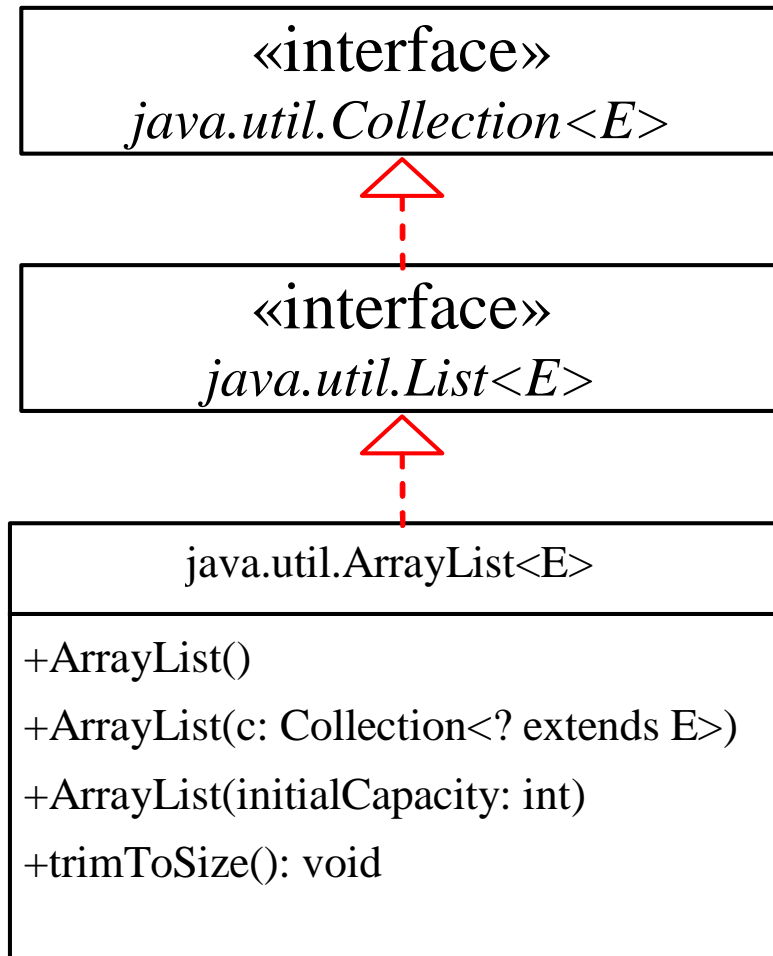 «interface»
java.util.Collection<E>
«interface»
java.util.List<E>
java.util.ArrayList<E>
+ArrayList()
+ArrayList(c: Collection<? extends E>)
+ArrayList(initialCapacity: int)
+trimToSize(): void